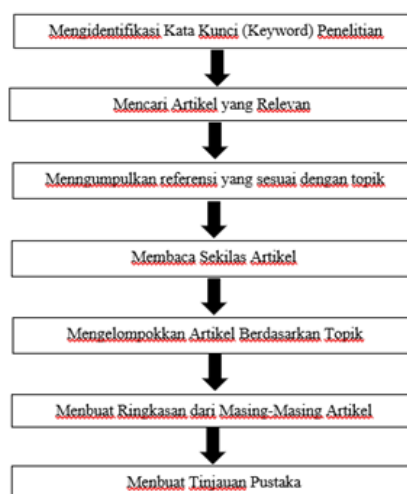 Mengidentifikasi Kata Kunci (Keyword) Penelitian
Mencari Artikel yang Relevan
Menngumpulkan referensi yang sesuai dengan topik
Membaca Sekilas Artikel
Mengelompokkan Artikel Berdasarkan Topik
Menbuat Ringkasan dari Masing-Masing Artikel
Menbuat Tinjauan Pustaka